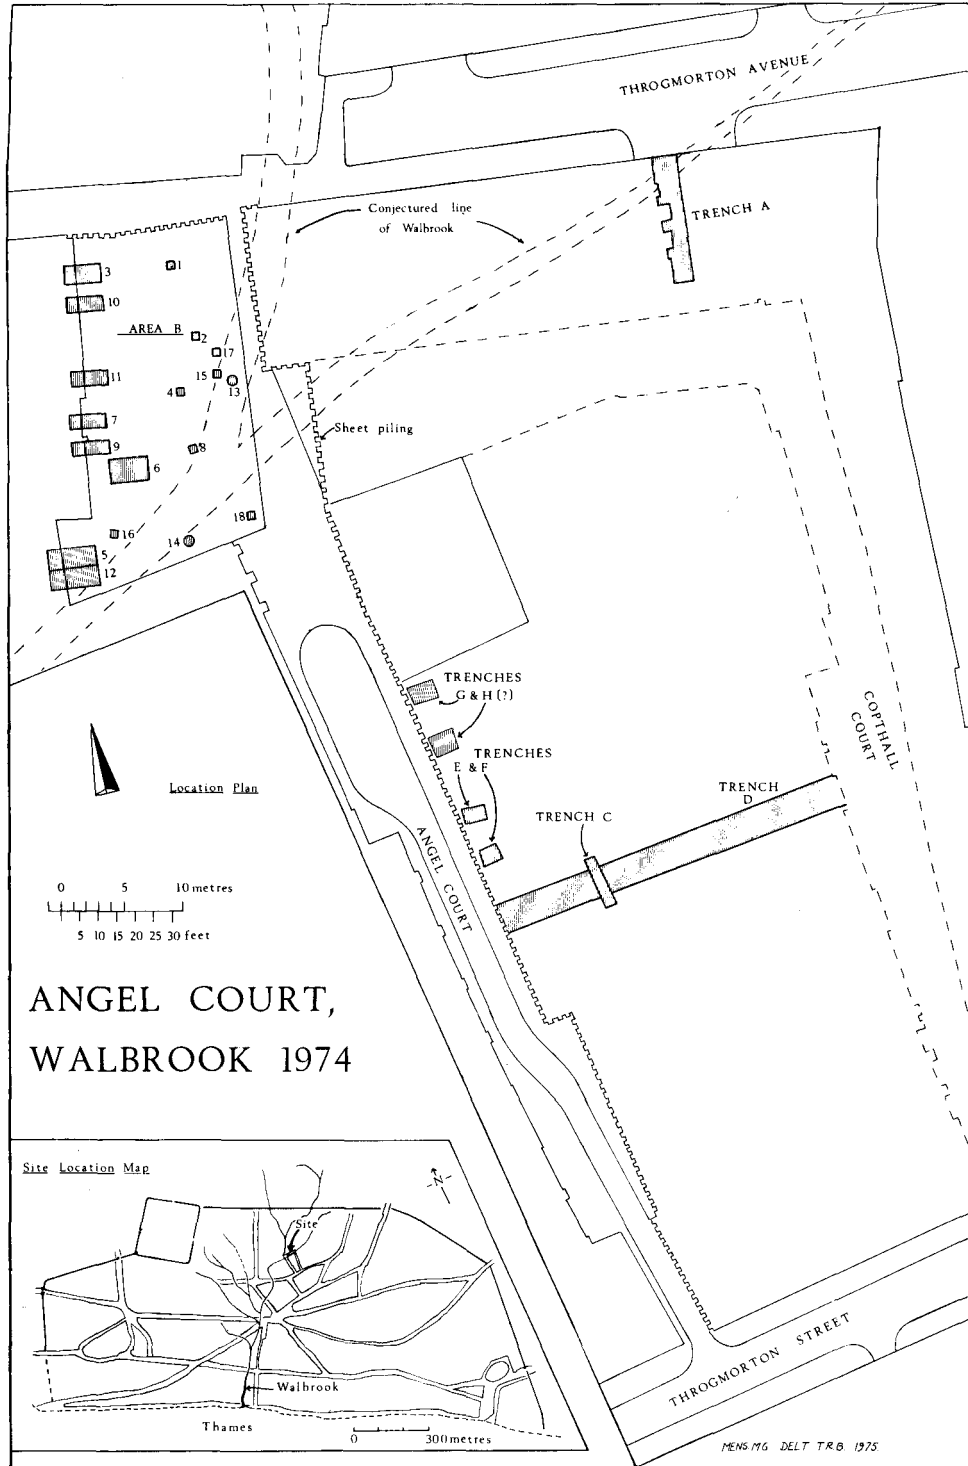 THROGMORTON AVENUE
TRENCH A
Conjectured line
of Walbrook
3
1
10
AREA B
2
17
11
15
13
4
7
9
8
6
Sheet piling
16
18
14
5
12
TRENCHES
G & H (?)
TRENCHES
E & F
COPTHALL
COURT
TRENCH
D
TRENCH C
ANGEL COURT
Location Plan
0 5 10 metres
5 10 15 20 25 30 feet
ANGEL COURT,
WALBROOK 1974
Site Location Map
N
Site
Walbrook
Thames
0 300 metres
THROGMORTON STREET
MENS. M.G. DELT T.R.B. 1975.